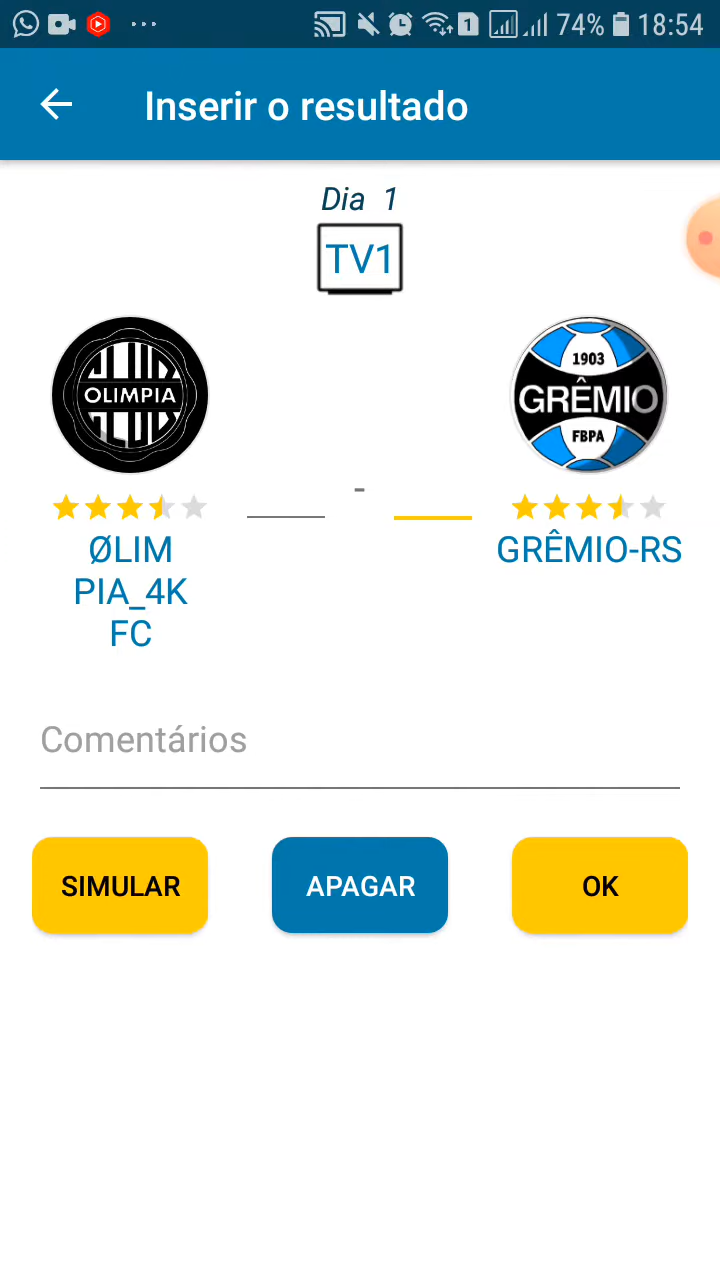 74% 18:54
Inserir o resultado
Dia 1
TV1
OLIMPIA
1903
GRÊMIO
FBPA
-
ØLIM
PIA_4K
FC
GRÊMIO-RS
Comentários
SIMULAR
APAGAR
OK